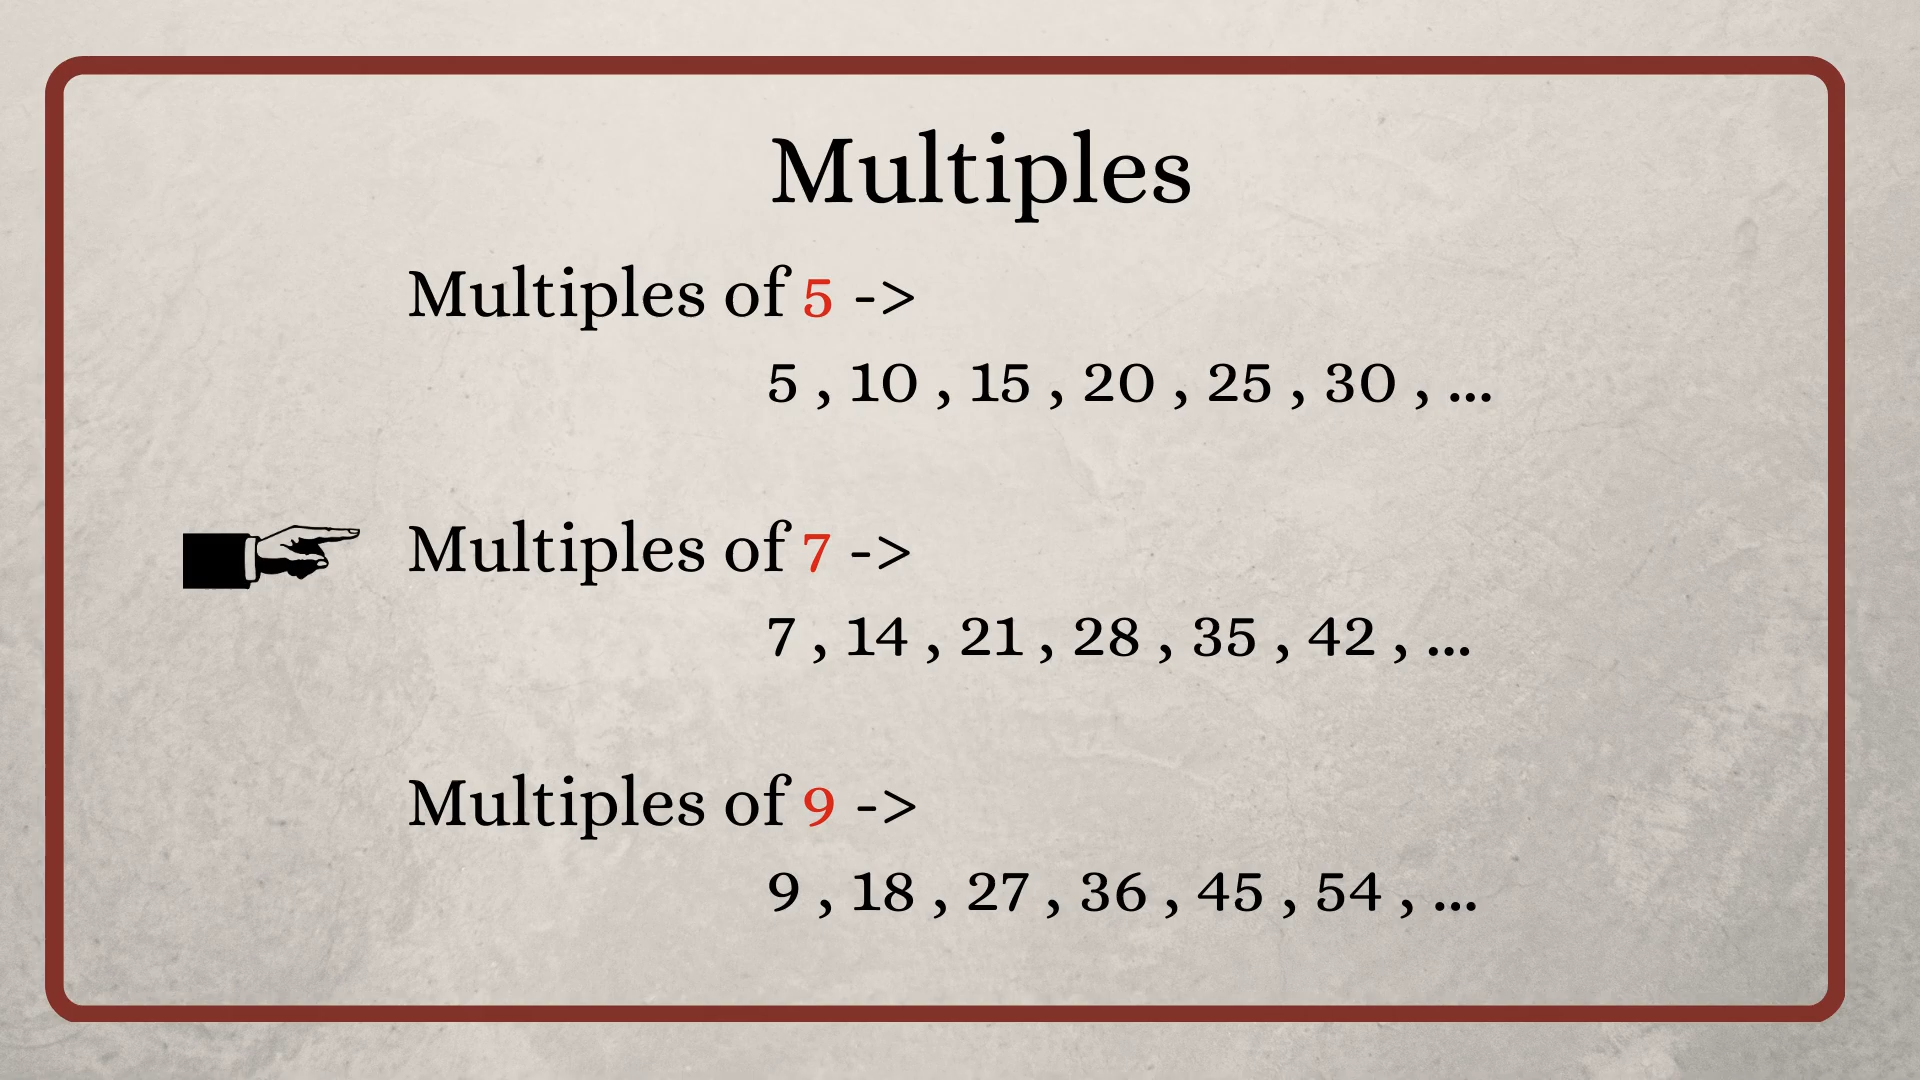 Multiples
Multiples of 5 ->
5 , 10 , 15 , 20 , 25 , 30 , ...
Multiples of 7 ->
7 , 14 , 21 , 28 , 35 , 42 , ...
Multiples of 9 ->
9 , 18 , 27 , 36 , 45 , 54 , ...